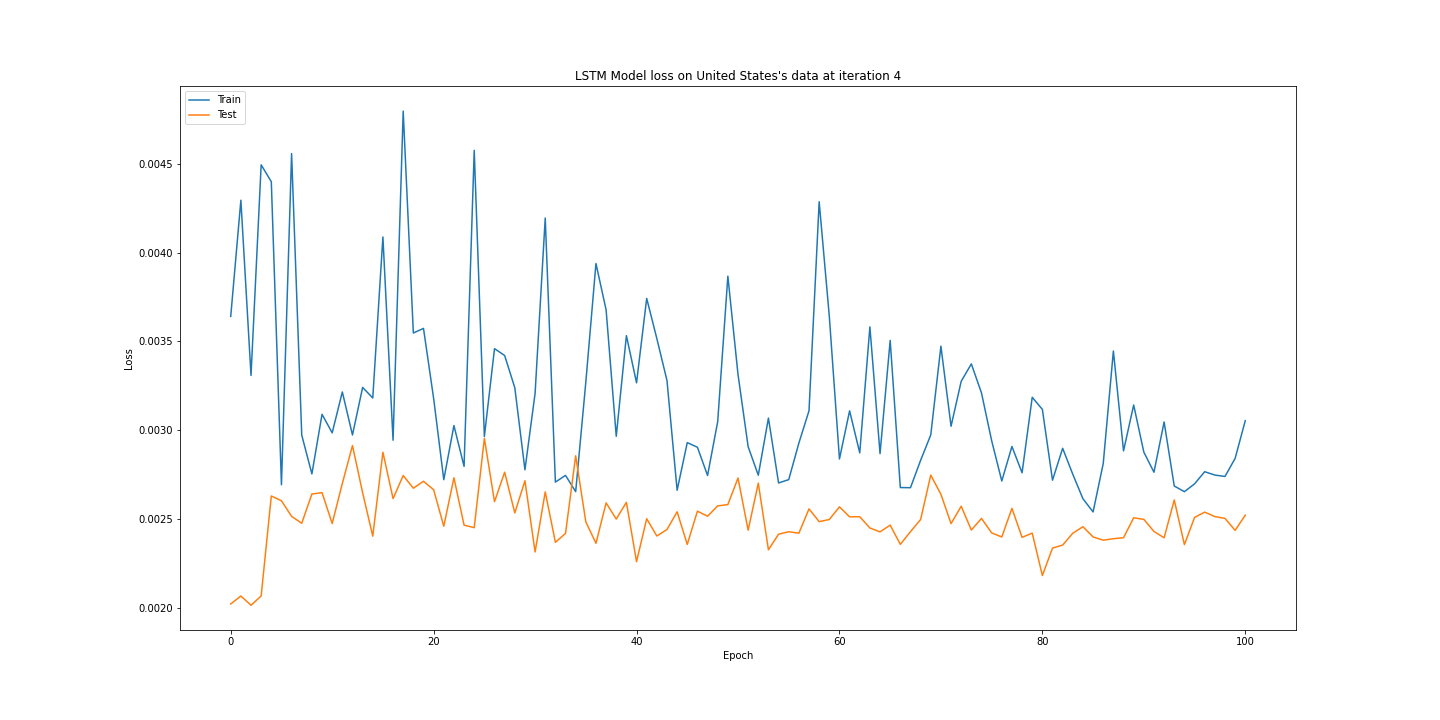 LSTM Model loss on United States's data at iteration 4
Train
Test
0.0045
0.0040
0.0035
0.0030
0.0025
0.0020
Loss
0 20 40 60 80 100
Epoch